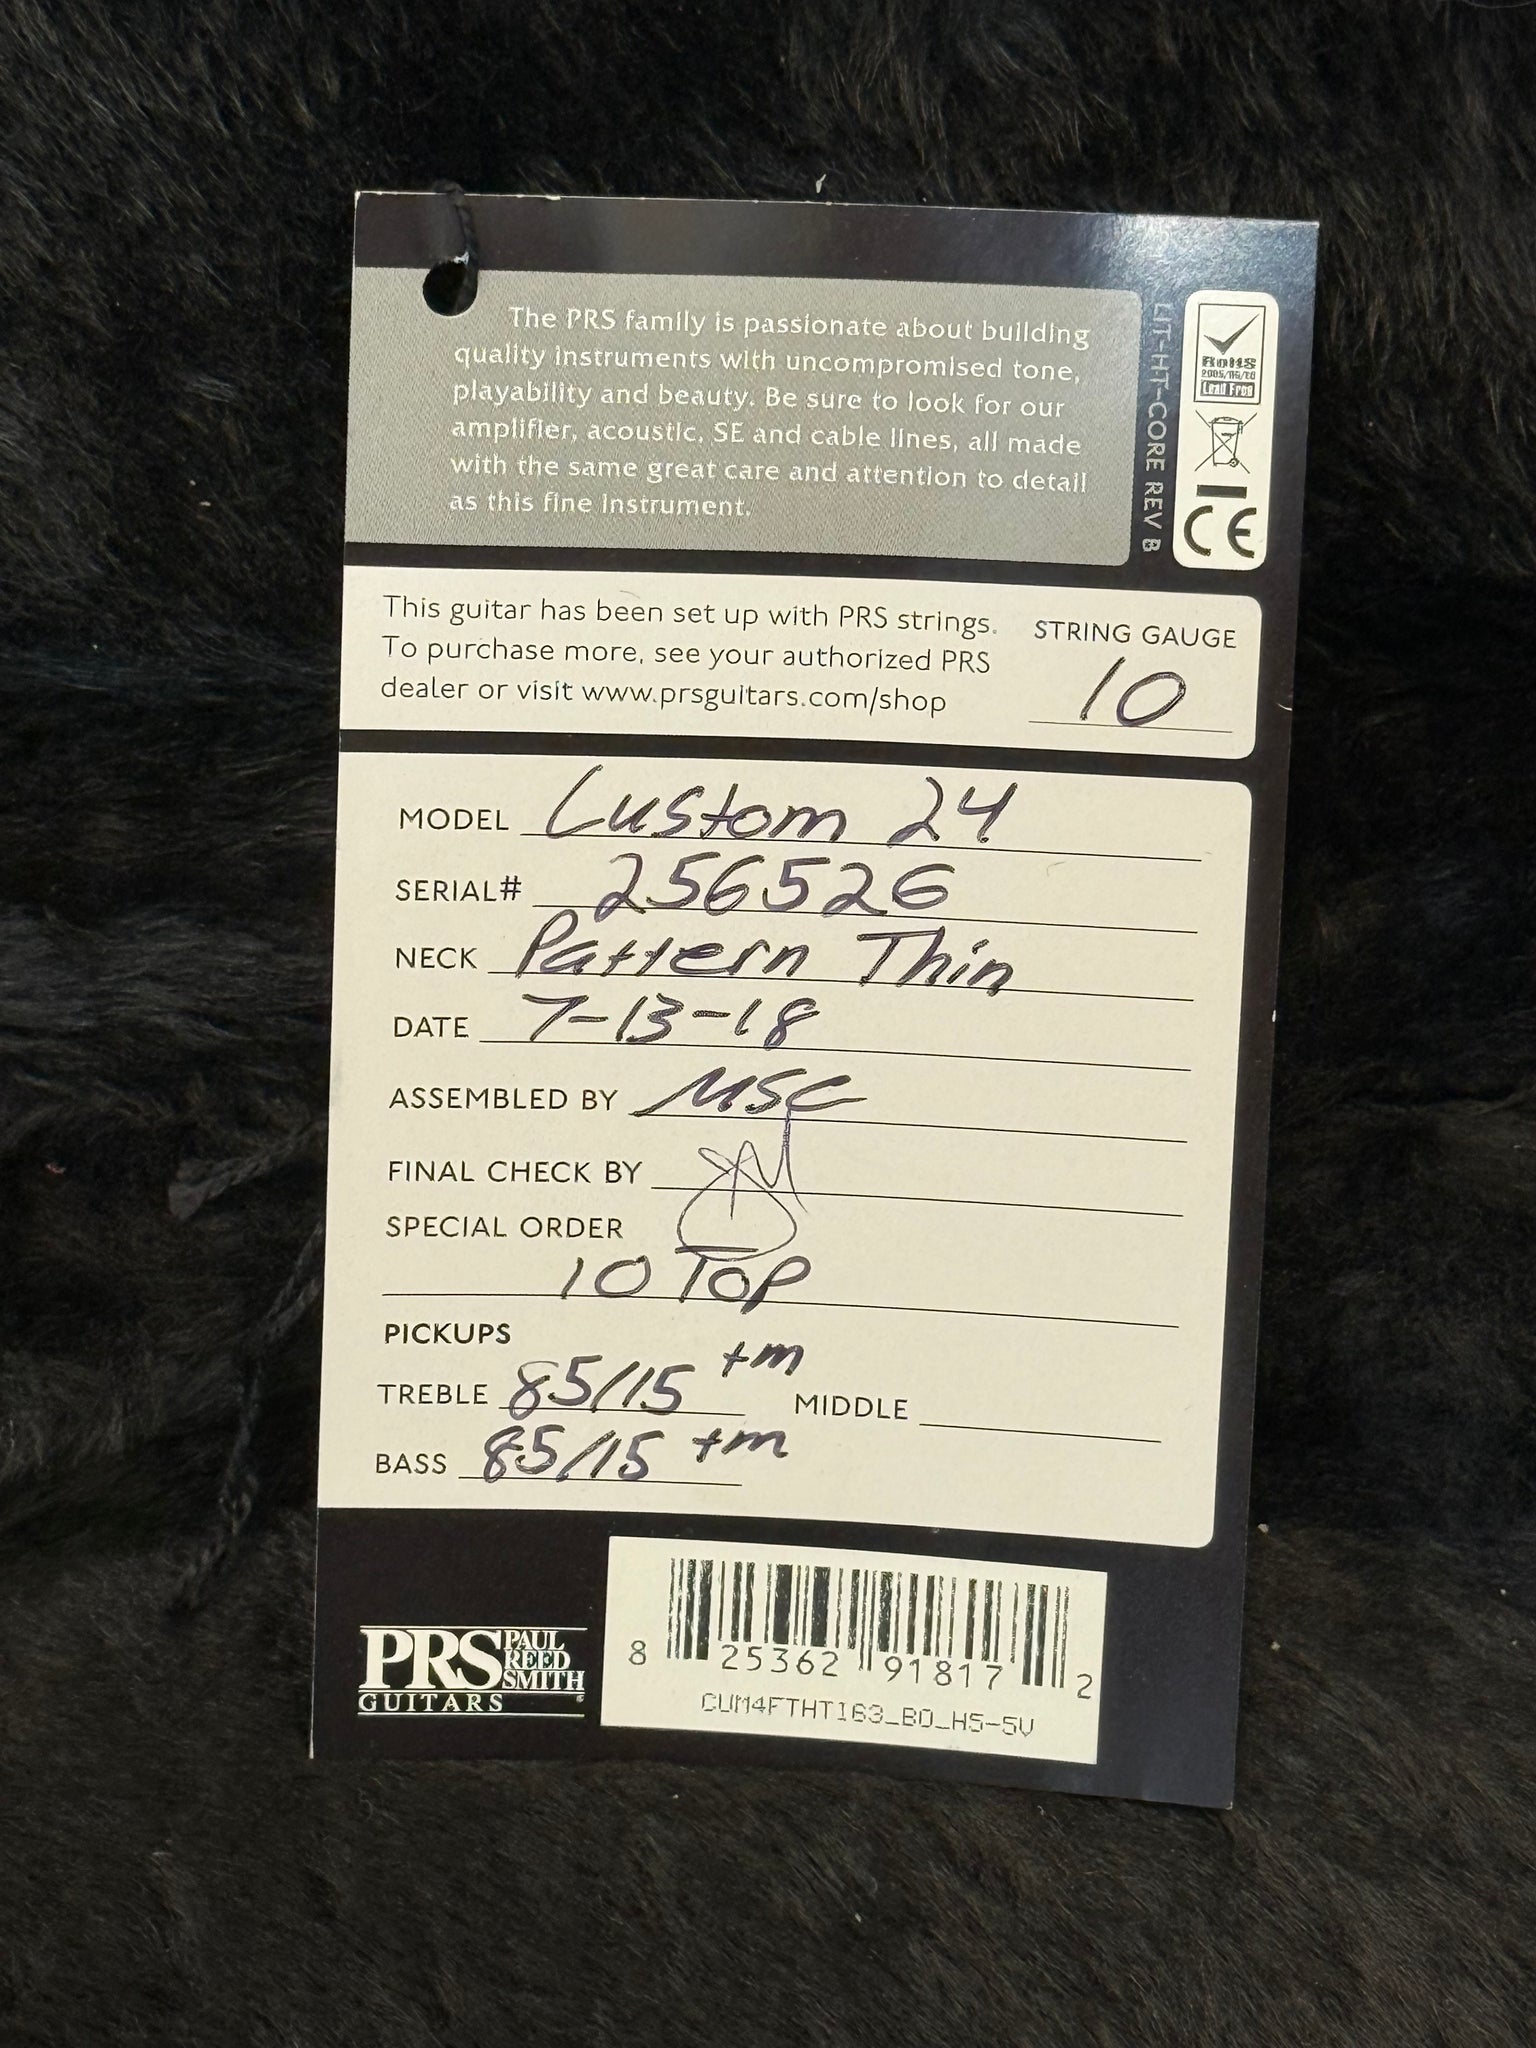 The PRS family is passionate about building
quality instruments with uncompromised tone,
playability and beauty. Be sure to look for our
amplifier, acoustic, SE and cable lines, all made
with the same great care and attention to detail
as this fine instrument.
LIT-HT-CORE REV B
RoHS
2005/95/EC
Lead Free
CE
This guitar has been set up with PRS strings.
To purchase more, see your authorized PRS
dealer or visit www.prsguitars.com/shop
STRING GAUGE
10
MODEL Custom 24
SERIAL# 256526
NECK Pattern Thin
DATE 7-13-18
ASSEMBLED BY MSC
FINAL CHECK BY
SPECIAL ORDER
10 TOP
PICKUPS
TREBLE 85/15 tm MIDDLE
BASS 85/15 tm
PRS PAUL REED SMITH
GUITARS
8 25362 91817 2
CUM4FTHTI63_BO_H5-5V